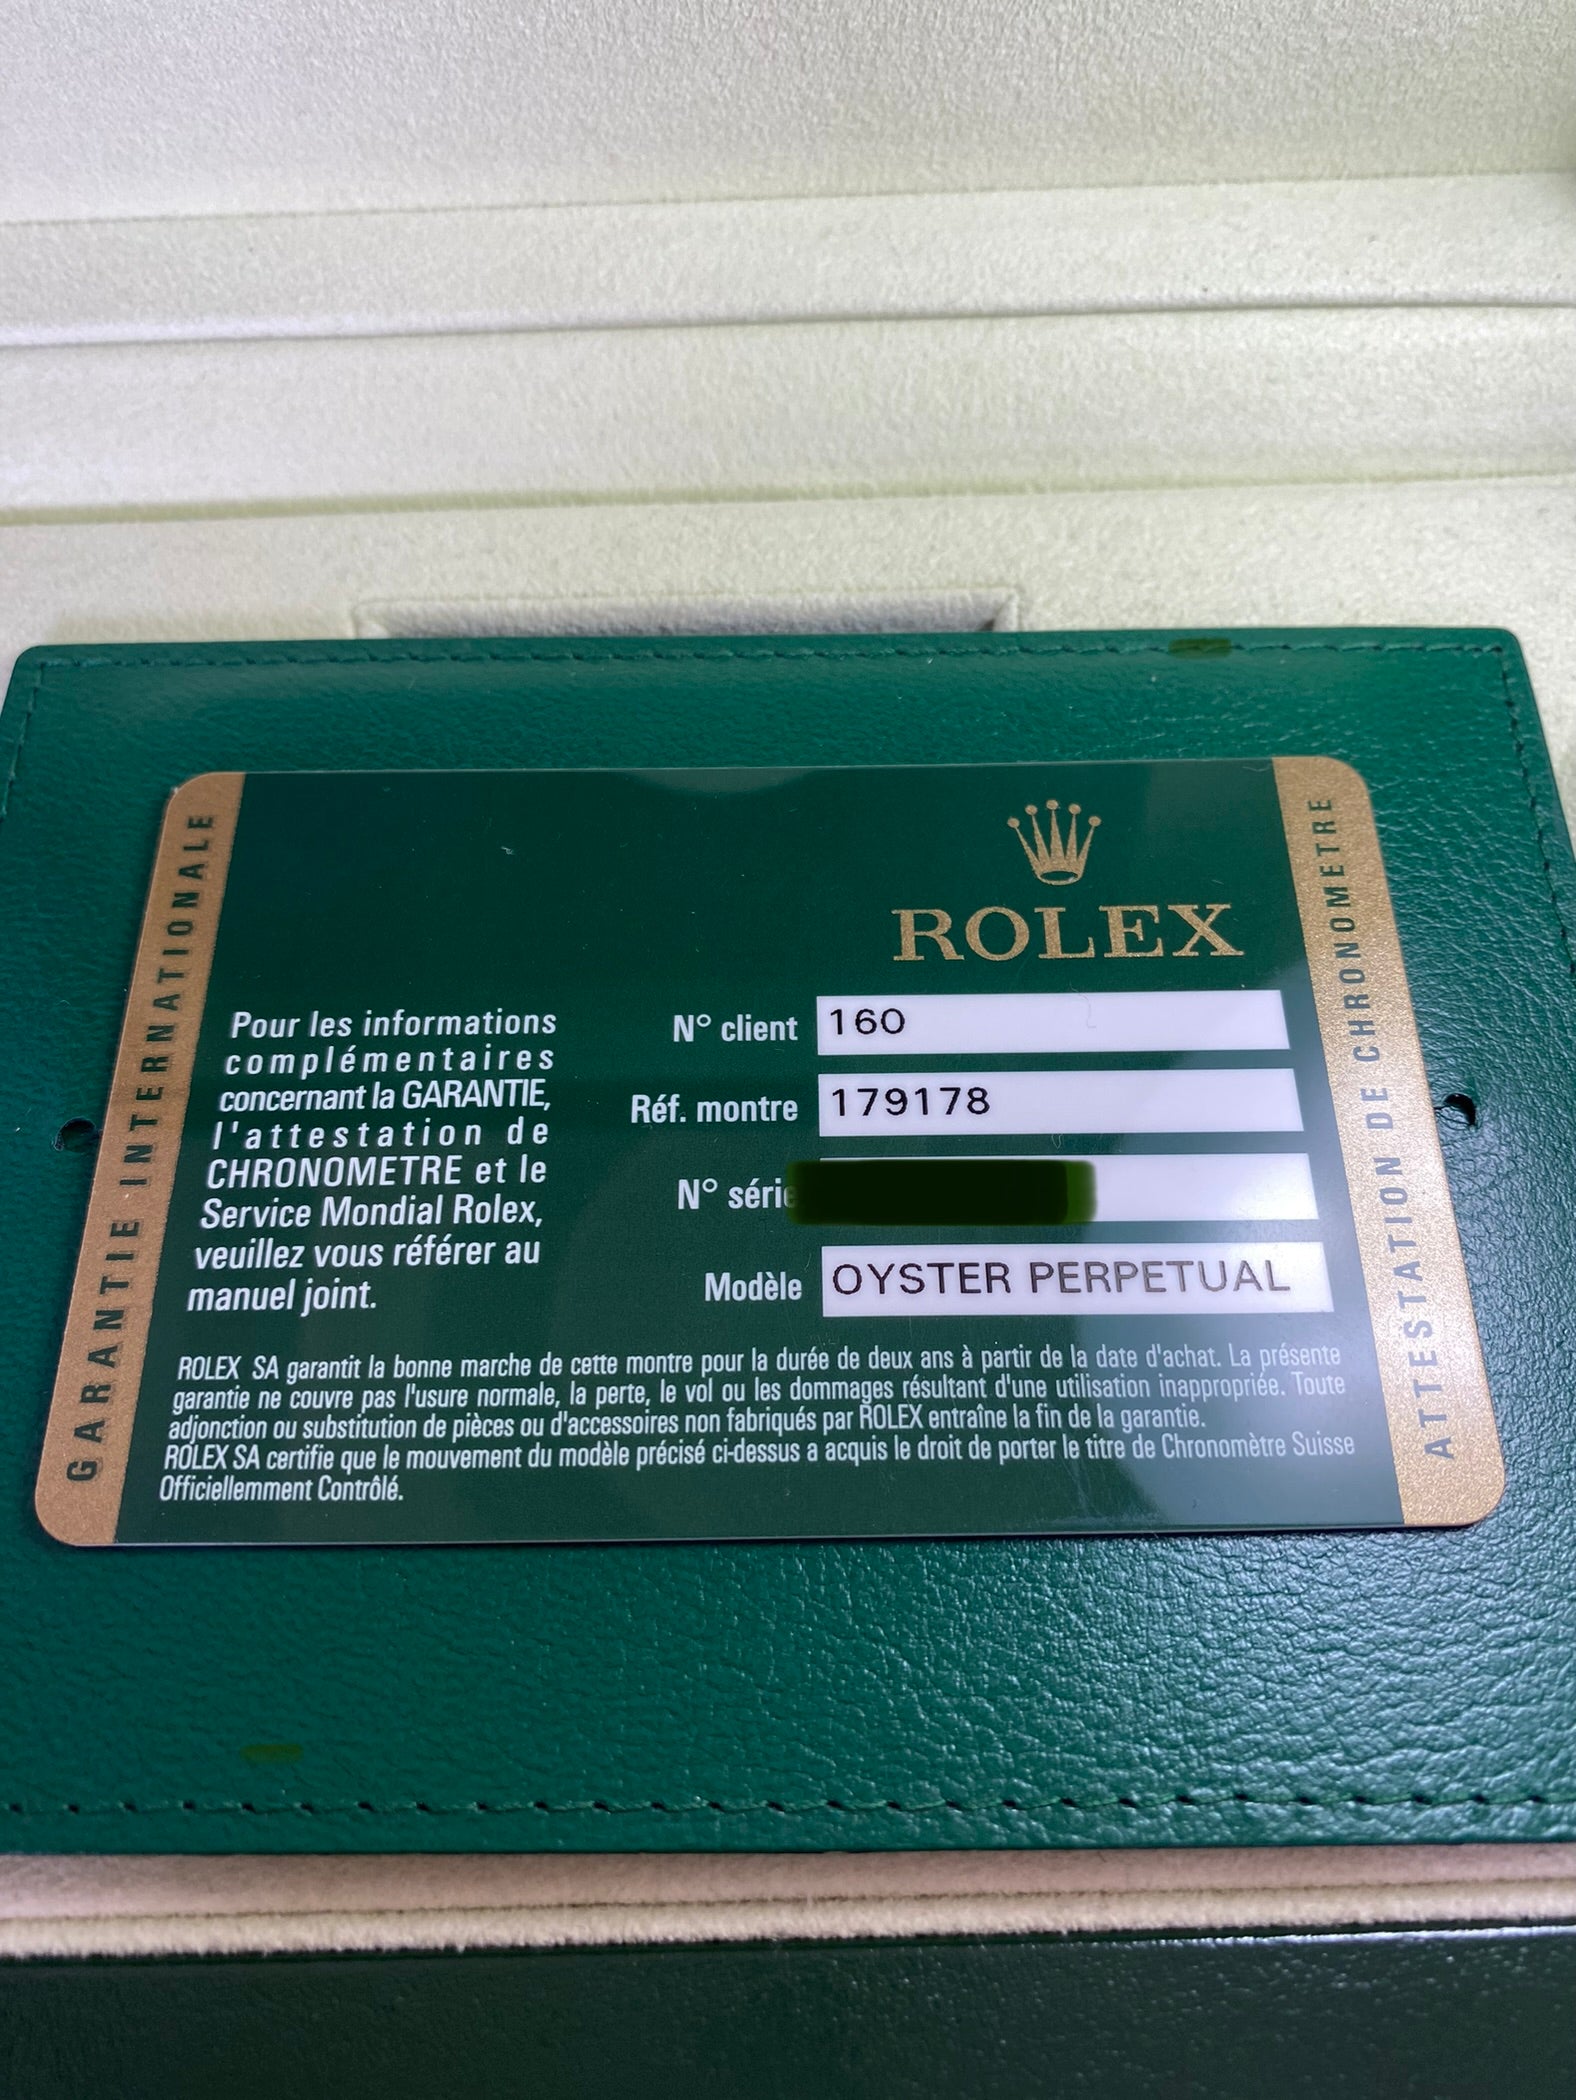 GARANTIE INTERNATIONALE
ROLEX
Pour les informations
complémentaires
concernant la GARANTIE,
l'attestation de
CHRONOMETRE et le
Service Mondial Rolex,
veuillez vous référer au
manuel joint.
N° client 160
Réf. montre 179178
N° série
Modèle OYSTER PERPETUAL
ROLEX SA garantit la bonne marche de cette montre pour la durée de deux ans à partir de la date d'achat. La présente
garantie ne couvre pas l'usure normale, la perte, le vol ou les dommages résultant d'une utilisation inappropriée. Toute
adjonction ou substitution de pièces ou d'accessoires non fabriqués par ROLEX entraîne la fin de la garantie.
ROLEX SA certifie que le mouvement du modèle précisé ci-dessus a acquis le droit de porter le titre de Chronomètre Suisse
Officiellemment Contrôlé.
ATTESTATION DE CHRONOMETRE